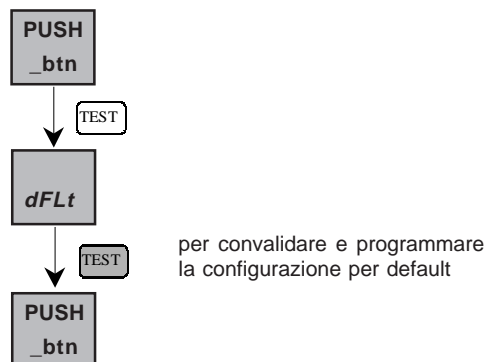 PUSH
_btn
TEST
dFLt
TEST
per convalidare e programmare
la configurazione per default
PUSH
_btn